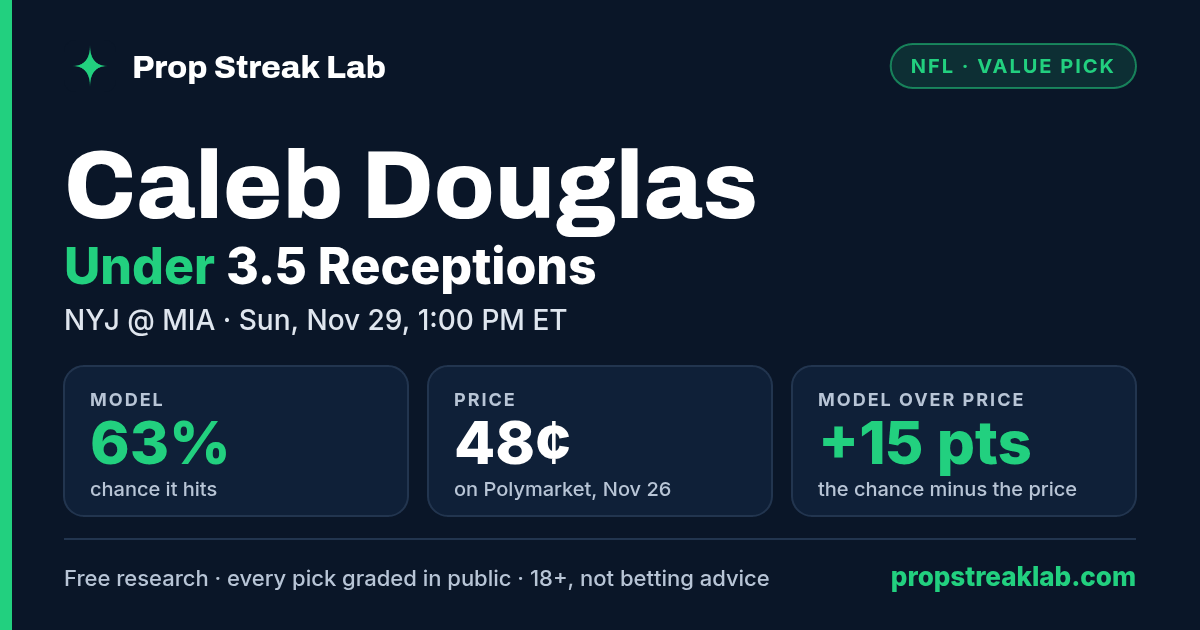 Prop Streak Lab
NFL · VALUE PICK
Caleb Douglas
Under 3.5 Receptions
NYJ @ MIA · Sun, Nov 29, 1:00 PM ET
MODEL
63%
chance it hits
PRICE
48¢
on Polymarket, Nov 26
MODEL OVER PRICE
+15 pts
the chance minus the price
Free research · every pick graded in public · 18+, not betting advice
propstreaklab.com